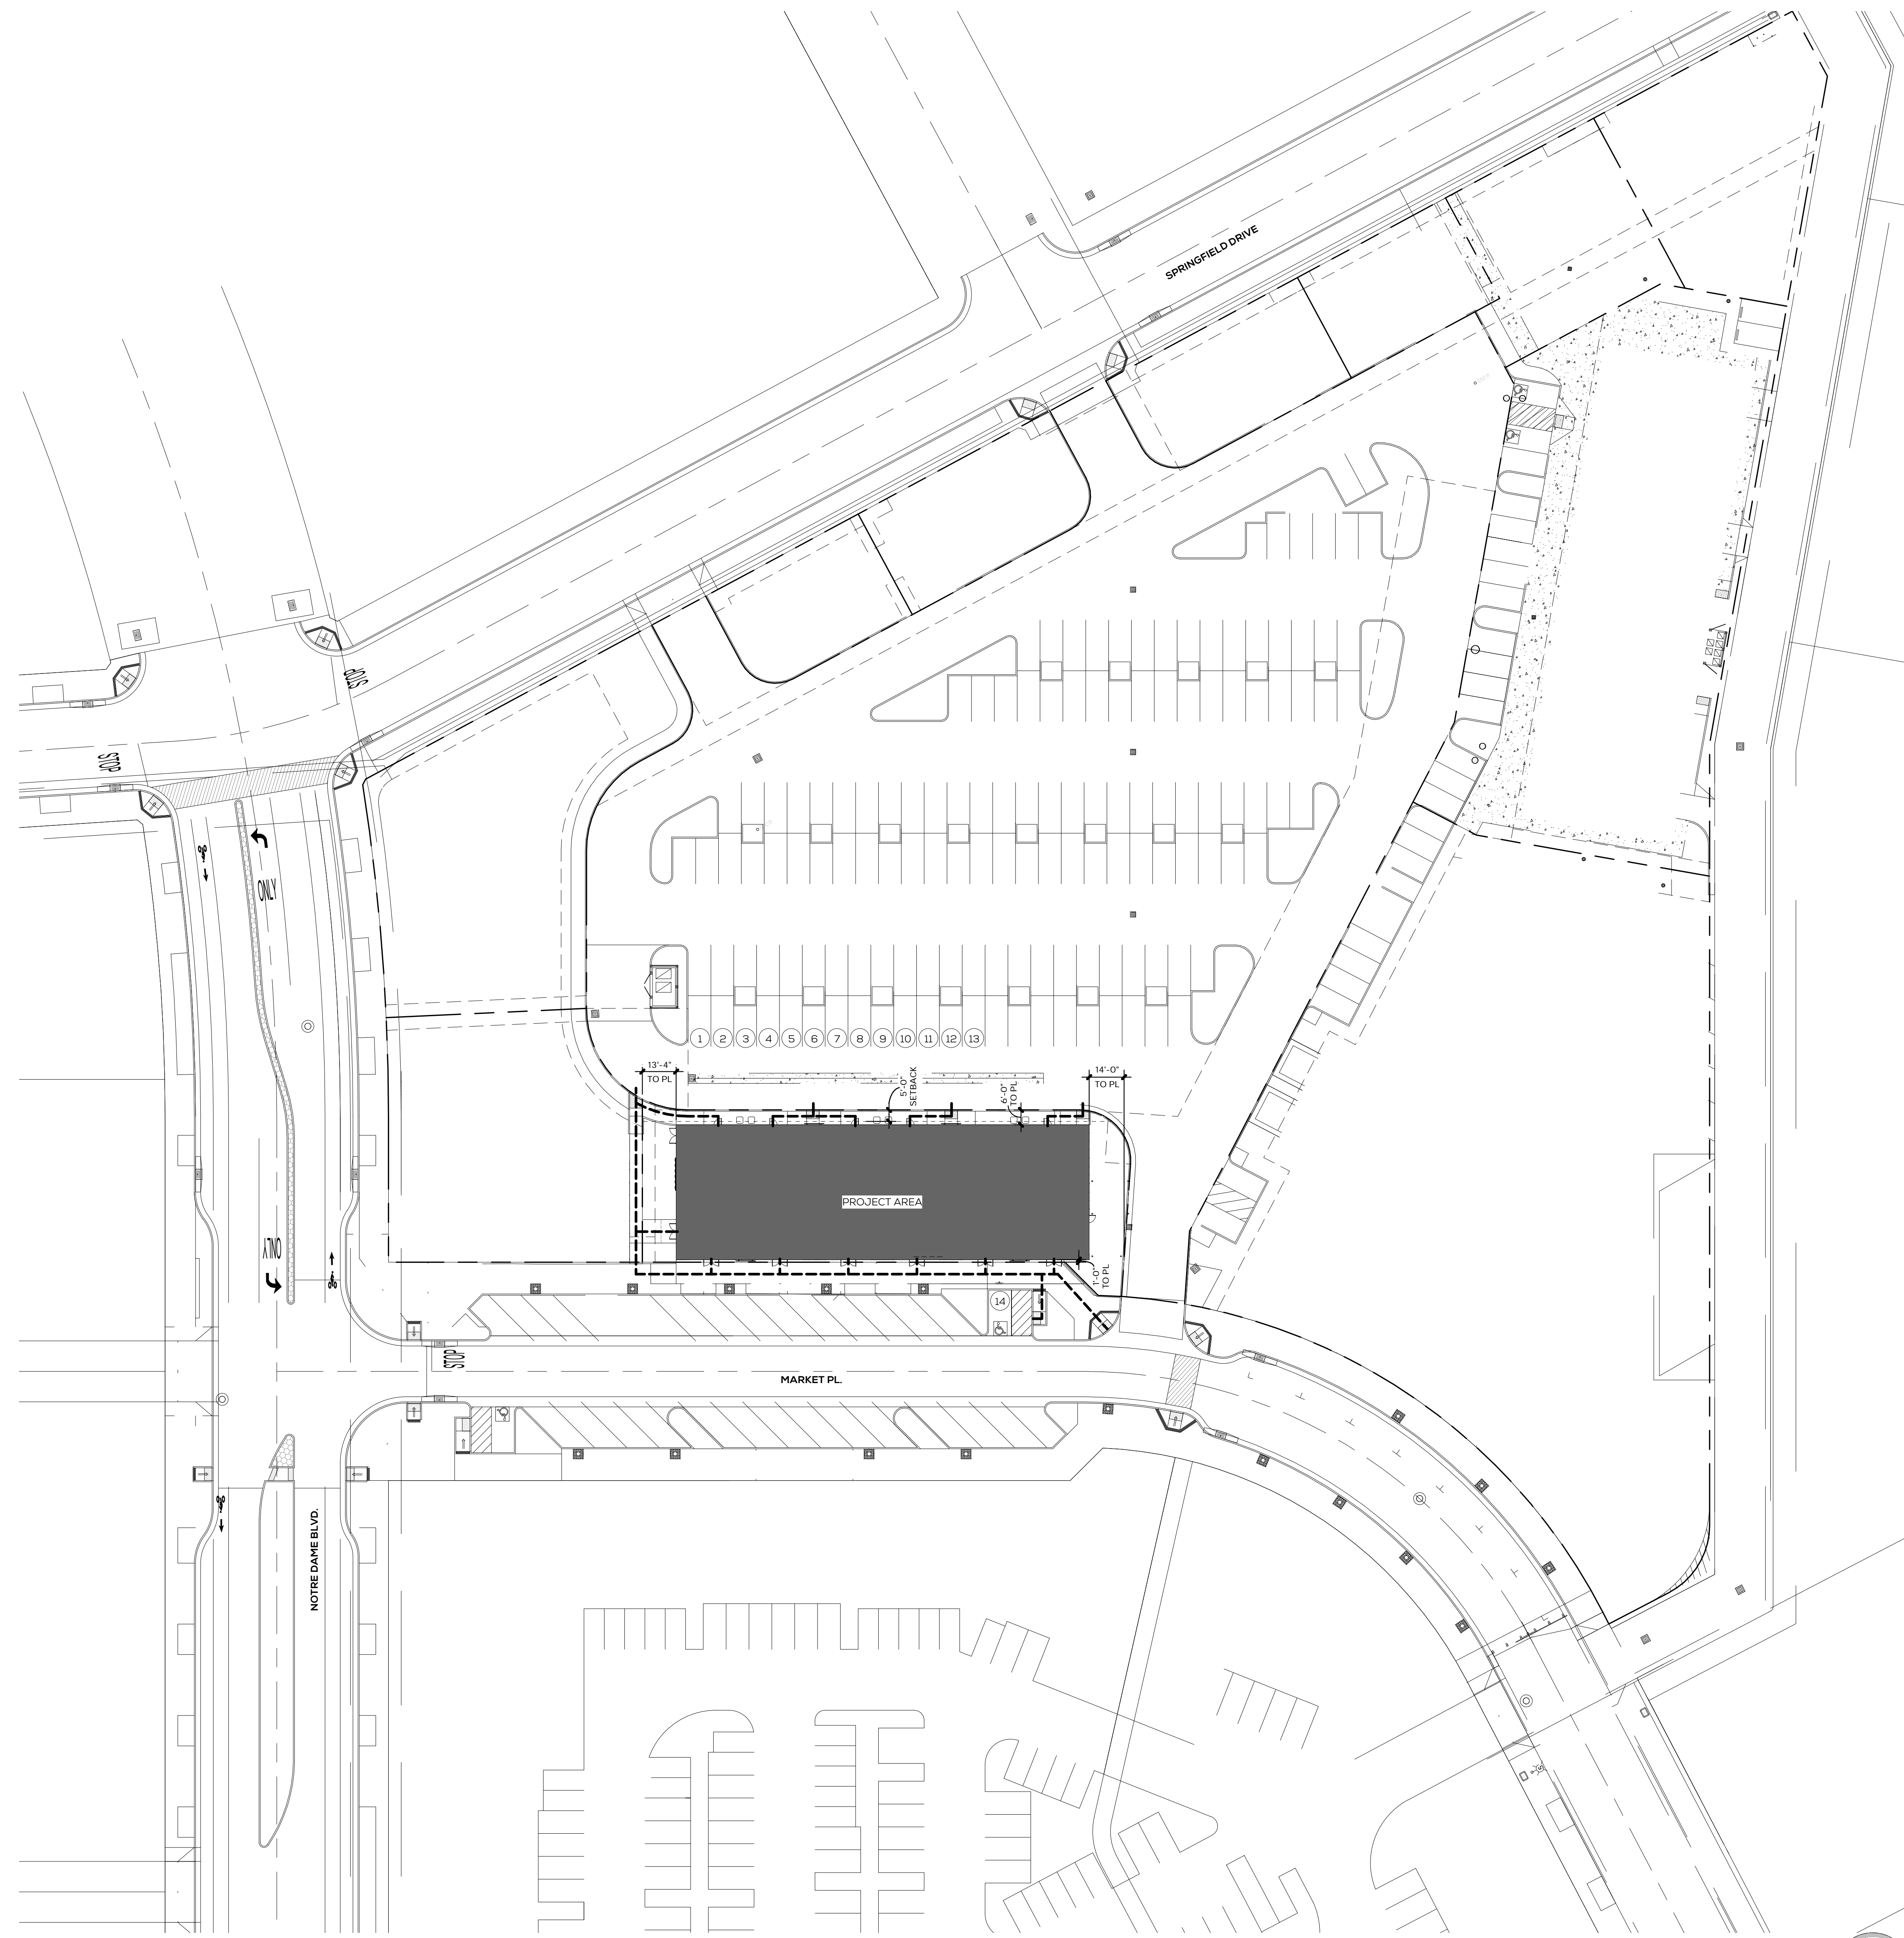 SPRINGFIELD DRIVE
STOP
STOP
ONLY
1 2 3 4 5 6 7 8 9 10 11 12 13
13'-4"
TO PL
5'-0"
SETBACK
6'-0"
TO PL
14'-0"
TO PL
PROJECT AREA
ONLY
1'-0"
TO PL
14
STOP
MARKET PL.
NOTRE DAME BLVD.